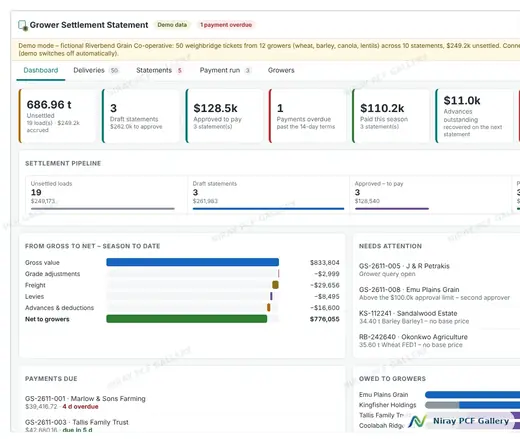 Grower Settlement Statement Demo data 1 payment overdue
Demo mode – fictional Riverbend Grain Co-operative: 50 weighbridge tickets from 12 growers (wheat, barley, canola, lentils) across 10 statements, $249.2k unsettled.
(demo switches off automatically).
Dashboard Deliveries 50 Statements 5 Payment run 3 Growers
686.96 t
Unsettled
19 load(s) · $249.2k
accrued
3
Draft statements
$262.0k to approve
$128.5k
Approved to pay
3 statement(s)
1
Payments overdue
past the 14-day terms
$110.2k
Paid this season
3 statement(s)
$11.0k
Advances
outstanding
recovered on the next
statement
SETTLEMENT PIPELINE
Unsettled loads
19
$249,173
Draft statements
3
$261,983
Approved – to pay
3
$128,540
FROM GROSS TO NET – SEASON TO DATE
Gross value $833,804
Grade adjustments –$2,999
Freight –$29,656
Levies –$8,495
Advances & deductions –$16,600
Net to growers $776,055
NEEDS ATTENTION
GS-2611-005 · J & R Petrakis
Grower query open
GS-2611-008 · Emu Plains Grain
Above the $100.0k approval limit – second approver
KS-112241 · Sandalwood Estate
34.40 t Barley Barley1 – no base price
RB-242640 · Okonkwo Agriculture
35.60 t Wheat FED1 – no base price
PAYMENTS DUE
GS-2611-001 · Marlow & Sons Farming
$39,416.72 · 4 d overdue
GS-2611-003 · Tallis Family Trust
$42,660.16 · due in 5 d
OWED TO GROWERS
Emu Plains Grain
Kingfisher Holdings
Tallis Family
Coolabah
Niray PCF Gallery
NIRAY PCF GALLERY